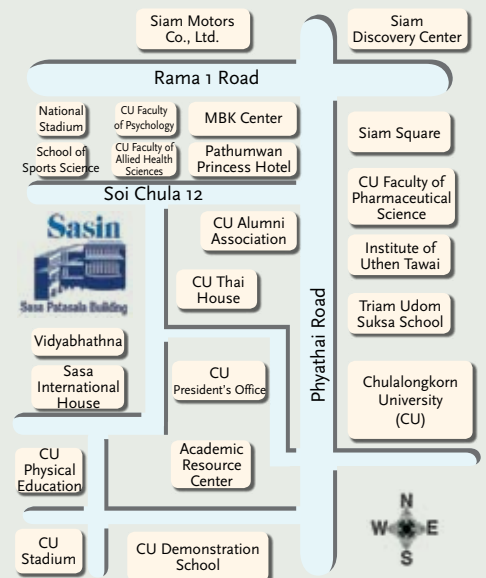 Siam Motors
Co., Ltd.
Siam
Discovery Center
Rama 1 Road
National
Stadium
CU Faculty
of Psychology
MBK Center
Siam Square
School of
Sports Science
CU Faculty of
Allied Health
Sciences
Pathumwan
Princess Hotel
Soi Chula 12
CU Faculty of
Pharmaceutical
Science
Sasin
Sasa Patasala Building
CU Alumni
Association
Institute of
Uthen Tawai
CU Thai
House
Triam Udom
Suksa School
Phyathai Road
Vidyabhathna
Sasa
International
House
CU
President's Office
Chulalongkorn
University
(CU)
CU
Physical
Education
Academic
Resource
Center
N
W E
S
CU
Stadium
CU Demonstration
School